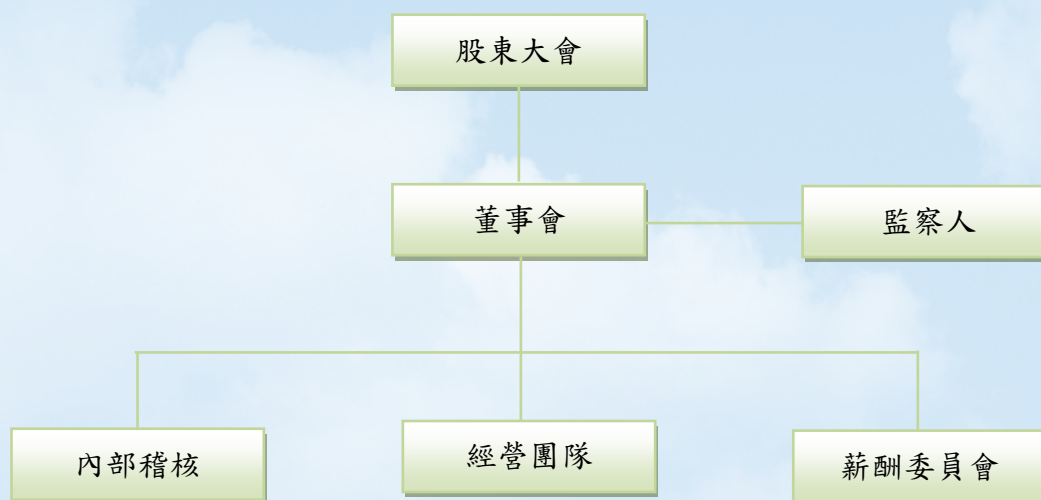 股東大會
董事會
監察人
內部稽核
經營團隊
薪酬委員會